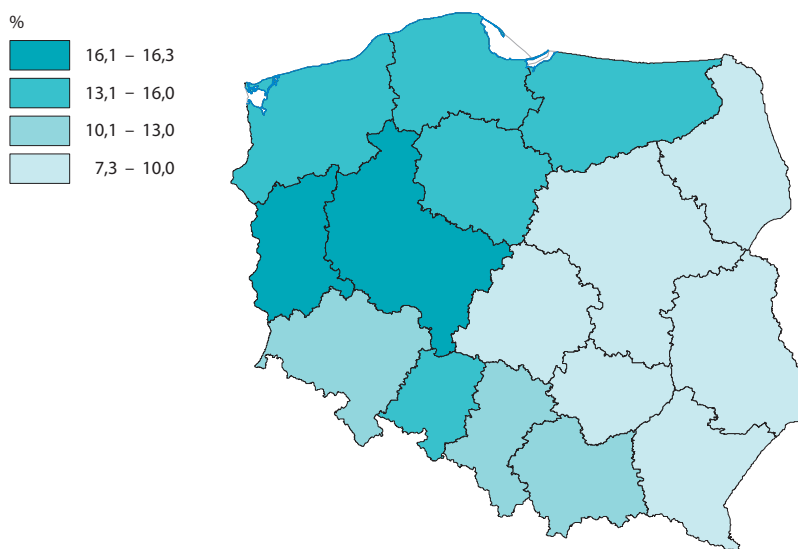 %
16,1 – 16,3
13,1 – 16,0
10,1 – 13,0
7,3 – 10,0